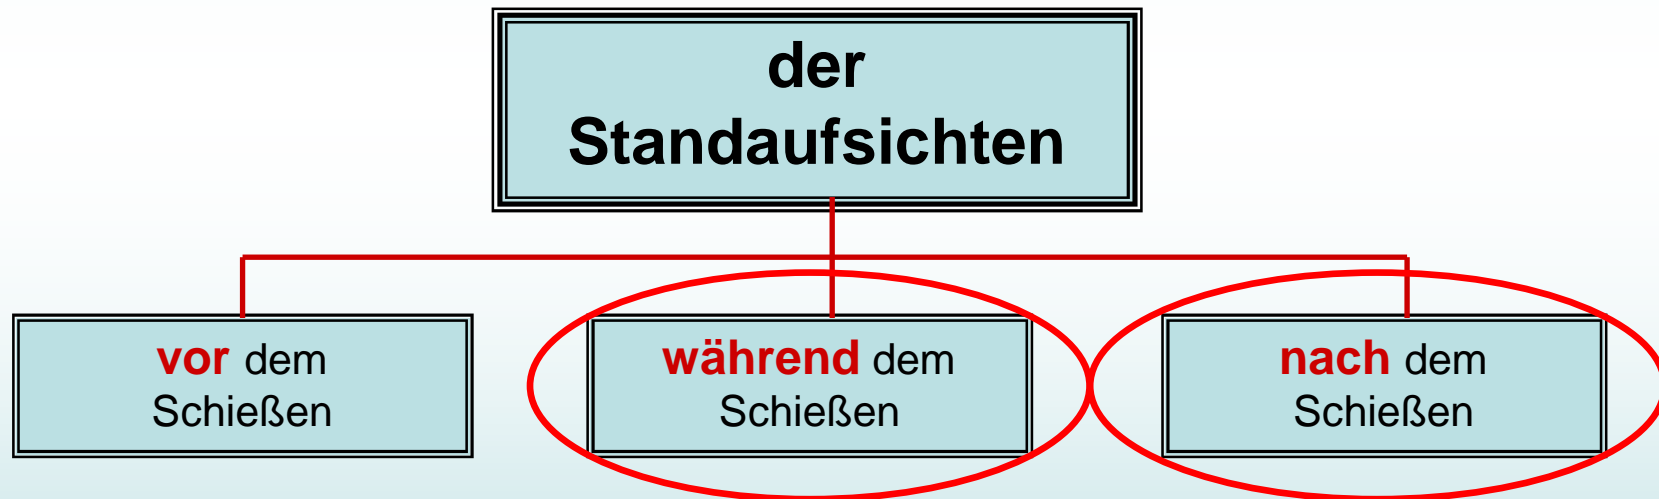 der
Standaufsichten
vor dem
Schießen
während dem
Schießen
nach dem
Schießen